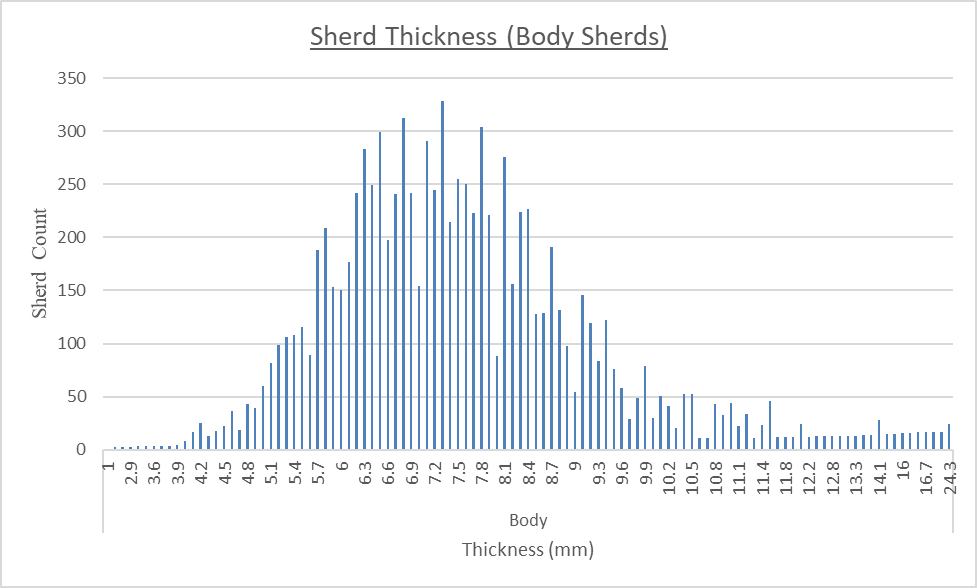 Sherd Thickness (Body Sherds)
350
300
250
200
150
100
50
0
Sherd Count
1 2.9 3.6 3.9 4.2 4.5 4.8 5.1 5.4 5.7 6 6.3 6.6 6.9 7.2 7.5 7.8 8.1 8.4 8.7 9 9.3 9.6 9.9 10.2 10.5 10.8 11.1 11.4 11.8 12.2 12.8 13.3 14.1 16 16.7 24.3
Body
Thickness (mm)